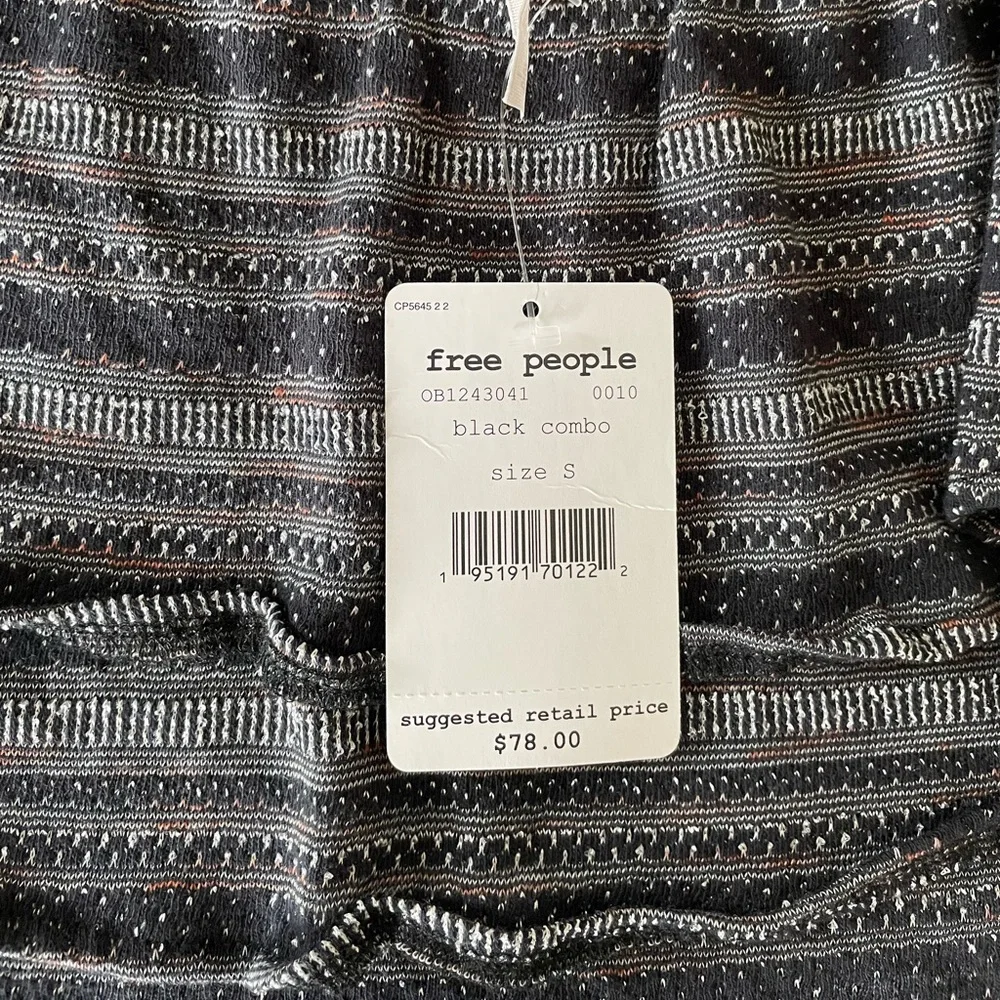 CP5645 2 2
free people
OB1243041 0010
black combo
size S
1 95191 70122 2
suggested retail price
$78.00